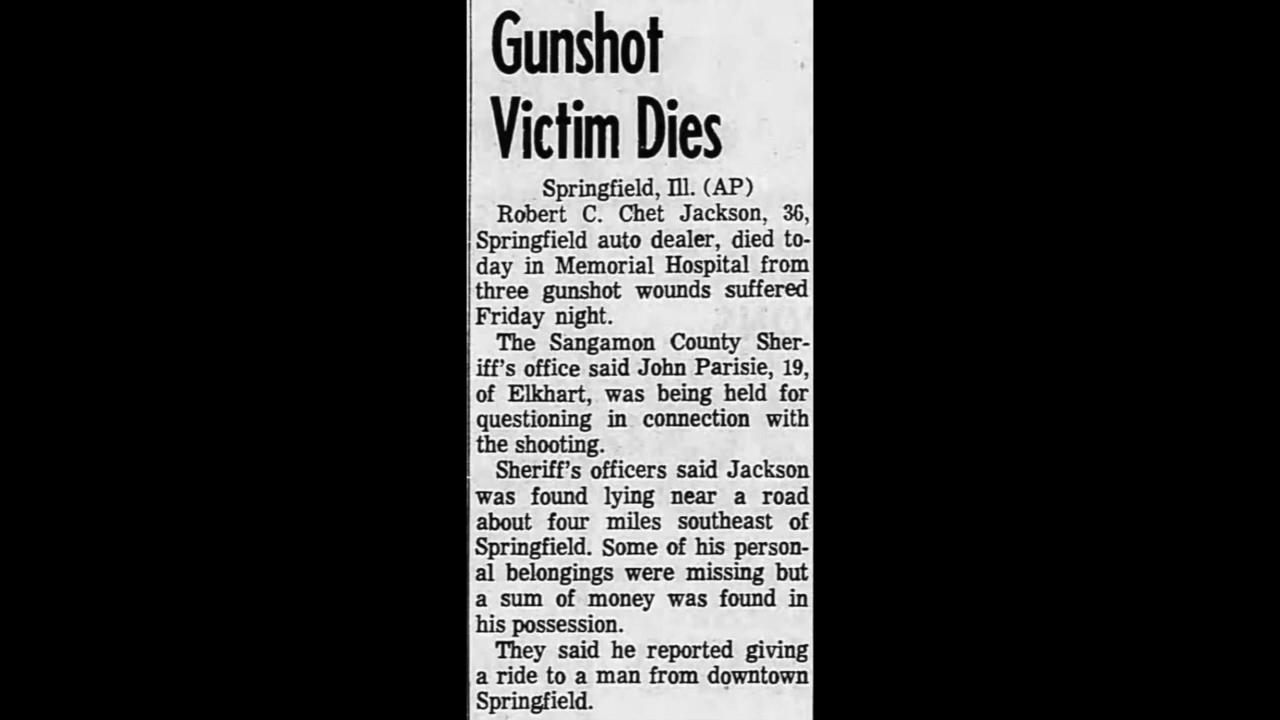 Gunshot
Victim Dies
Springfield, Ill. (AP)
Robert C. Chet Jackson, 36,
Springfield auto dealer, died to-
day in Memorial Hospital from
three gunshot wounds suffered
Friday night.
The Sangamon County Sher-
iff's office said John Parisie, 19,
of Elkhart, was being held for
questioning in connection with
the shooting.
Sheriff's officers said Jackson
was found lying near a road
about four miles southeast of
Springfield. Some of his person-
al belongings were missing but
a sum of money was found in
his possession.
They said he reported giving
a ride to a man from downtown
Springfield.